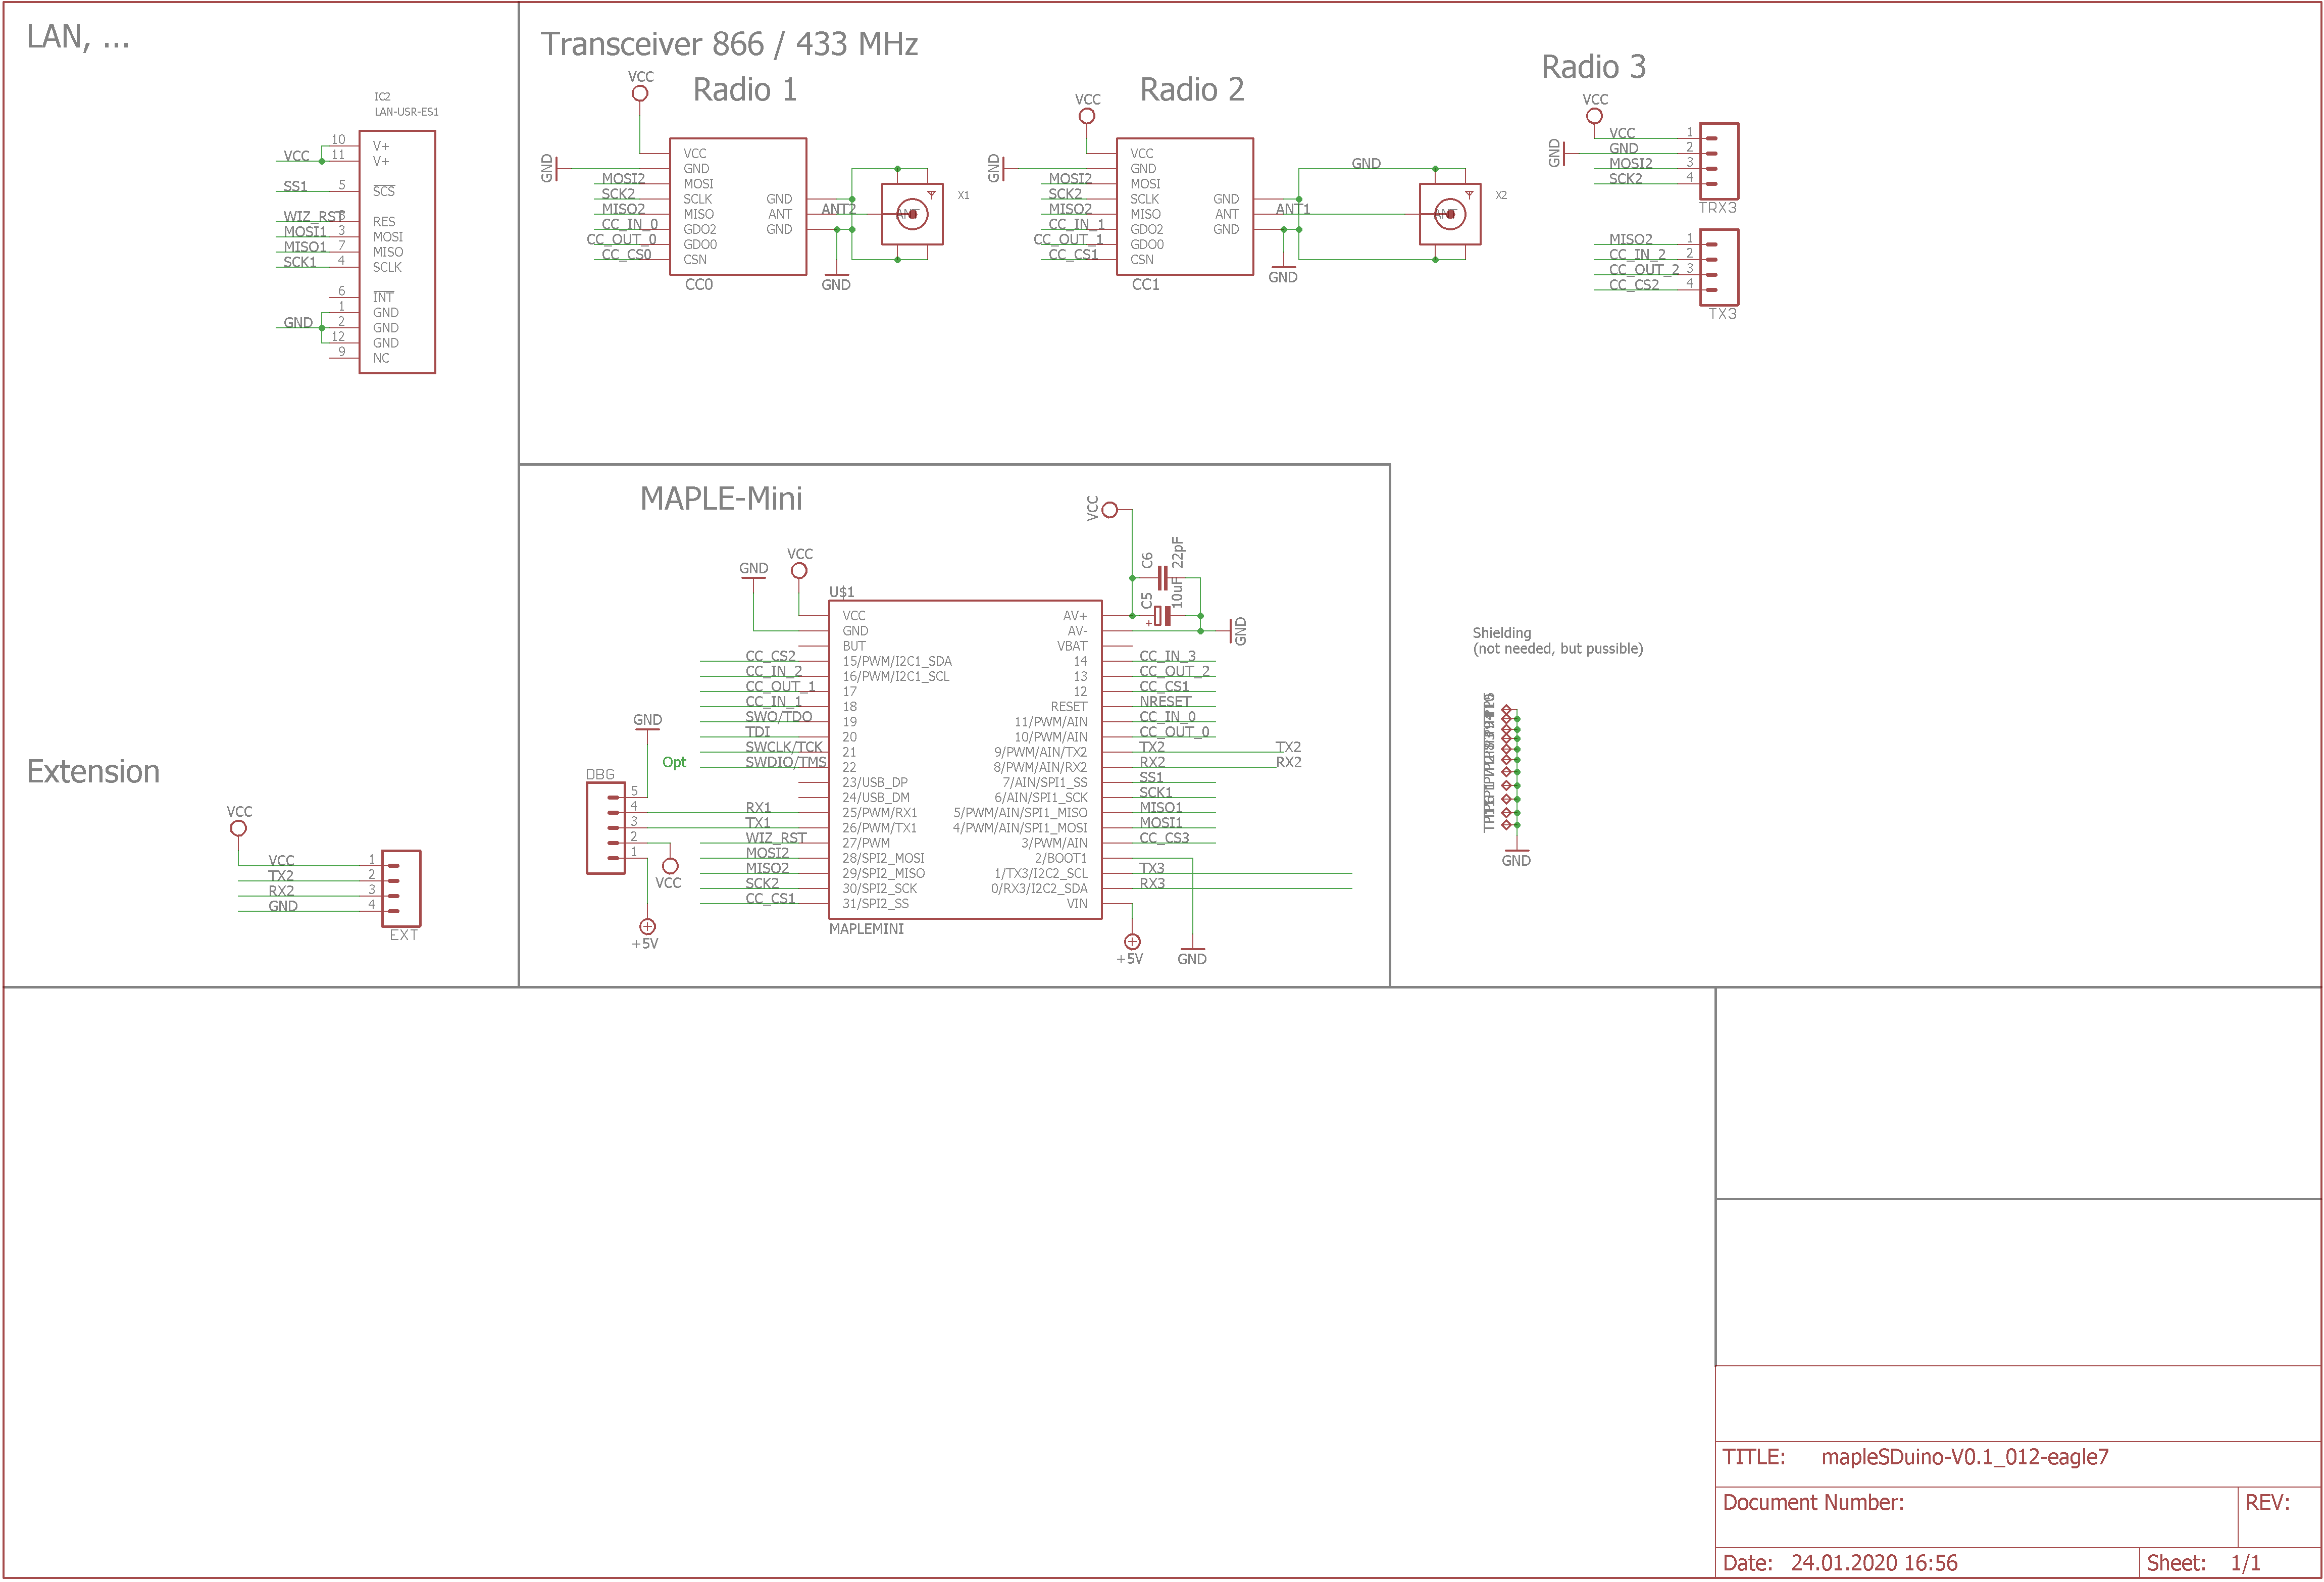 LAN, ...
IC2
LAN-USR-ES1
10 V+
VCC 11 V+
SS1 5 SCS
WIZ_RST 8 RES
MOSI1 3 MOSI
MISO1 7 MISO
SCK1 4 SCLK
6 INT
1 GND
GND 2 GND
12 GND
9 NC
Transceiver 866 / 433 MHz
Radio 1
VCC
GND
VCC
GND
MOSI2 MOSI
SCK2 SCLK GND
MISO2 MISO ANT ANT2 ANT X1
CC_IN_0 GDO2 GND
CC_OUT_0 GDO0
CC_CS0 CSN
CC0
GND
Radio 2
VCC
GND
VCC
GND GND
MOSI2 MOSI
SCK2 SCLK GND
MISO2 MISO ANT ANT1 ANT X2
CC_IN_1 GDO2 GND
CC_OUT_1 GDO0
CC_CS1 CSN
CC1
GND
Radio 3
VCC
GND
VCC 1
GND 2
MOSI2 3
SCK2 4
TRX3
MISO2 1
CC_IN_2 2
CC_OUT_2 3
CC_CS2 4
TX3
MAPLE-Mini
VCC
C6 22pF
C5 10uF
+
GND
GND VCC
U$1
VCC AV+
GND AV-
BUT VBAT
CC_CS2 15/PWM/I2C1_SDA 14 CC_IN_3
CC_IN_2 16/PWM/I2C1_SCL 13 CC_OUT_2
CC_OUT_1 17 12 CC_CS1
CC_IN_1 18 RESET NRESET
SWO/TDO 19 11/PWM/AIN CC_IN_0
TDI 20 10/PWM/AIN CC_OUT_0
SWCLK/TCK 21 9/PWM/AIN/TX2 TX2 TX2
Opt SWDIO/TMS 22 8/PWM/AIN/RX2 RX2 RX2
23/USB_DP 7/AIN/SPI1_SS SS1
24/USB_DM 6/AIN/SPI1_SCK SCK1
RX1 25/PWM/RX1 5/PWM/AIN/SPI1_MISO MISO1
TX1 26/PWM/TX1 4/PWM/AIN/SPI1_MOSI MOSI1
WIZ_RST 27/PWM 3/PWM/AIN CC_CS3
MOSI2 28/SPI2_MOSI 2/BOOT1
MISO2 29/SPI2_MISO 1/TX3/I2C2_SCL TX3
SCK2 30/SPI2_SCK 0/RX3/I2C2_SDA RX3
CC_CS1 31/SPI2_SS VIN
MAPLEMINI
+5V
GND
GND
DBG
5
4
3
2
1
VCC
+5V
Shielding
(not needed, but pussible)
GND
Extension
VCC
VCC 1
TX2 2
RX2 3
GND 4
EXT
TITLE: mapleSDuino-V0.1_012-eagle7
Document Number: REV:
Date: 24.01.2020 16:56 Sheet: 1/1